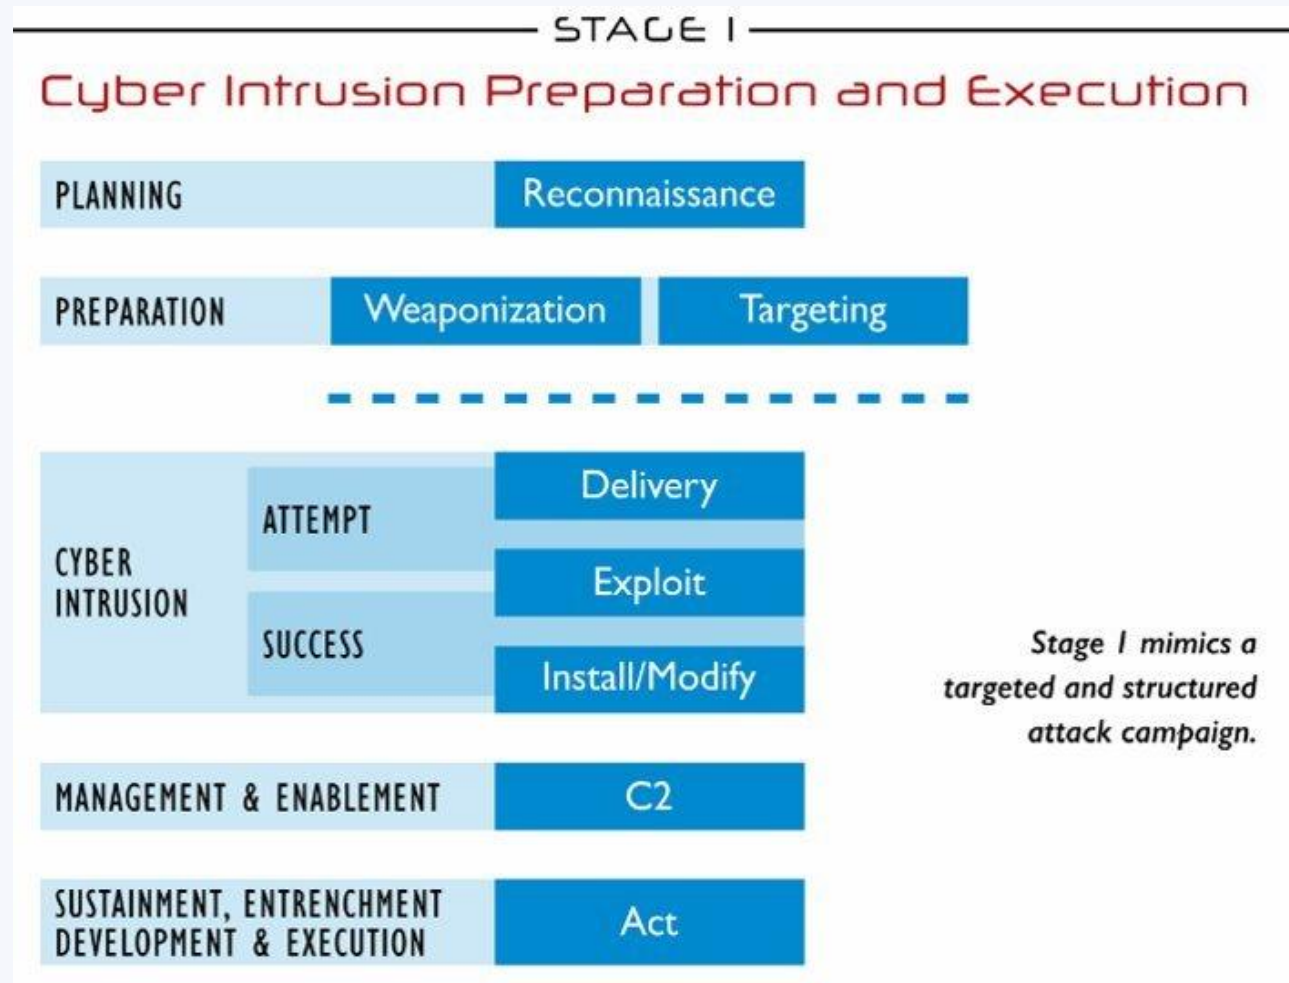 STAGE I
Cyber Intrusion Preparation and Execution
PLANNING
Reconnaissance
PREPARATION
Weaponization
Targeting
CYBER
INTRUSION
ATTEMPT
Delivery
Exploit
SUCCESS
Install/Modify
Stage I mimics a
targeted and structured
attack campaign.
MANAGEMENT & ENABLEMENT
C2
SUSTAINMENT, ENTRENCHMENT
DEVELOPMENT & EXECUTION
Act